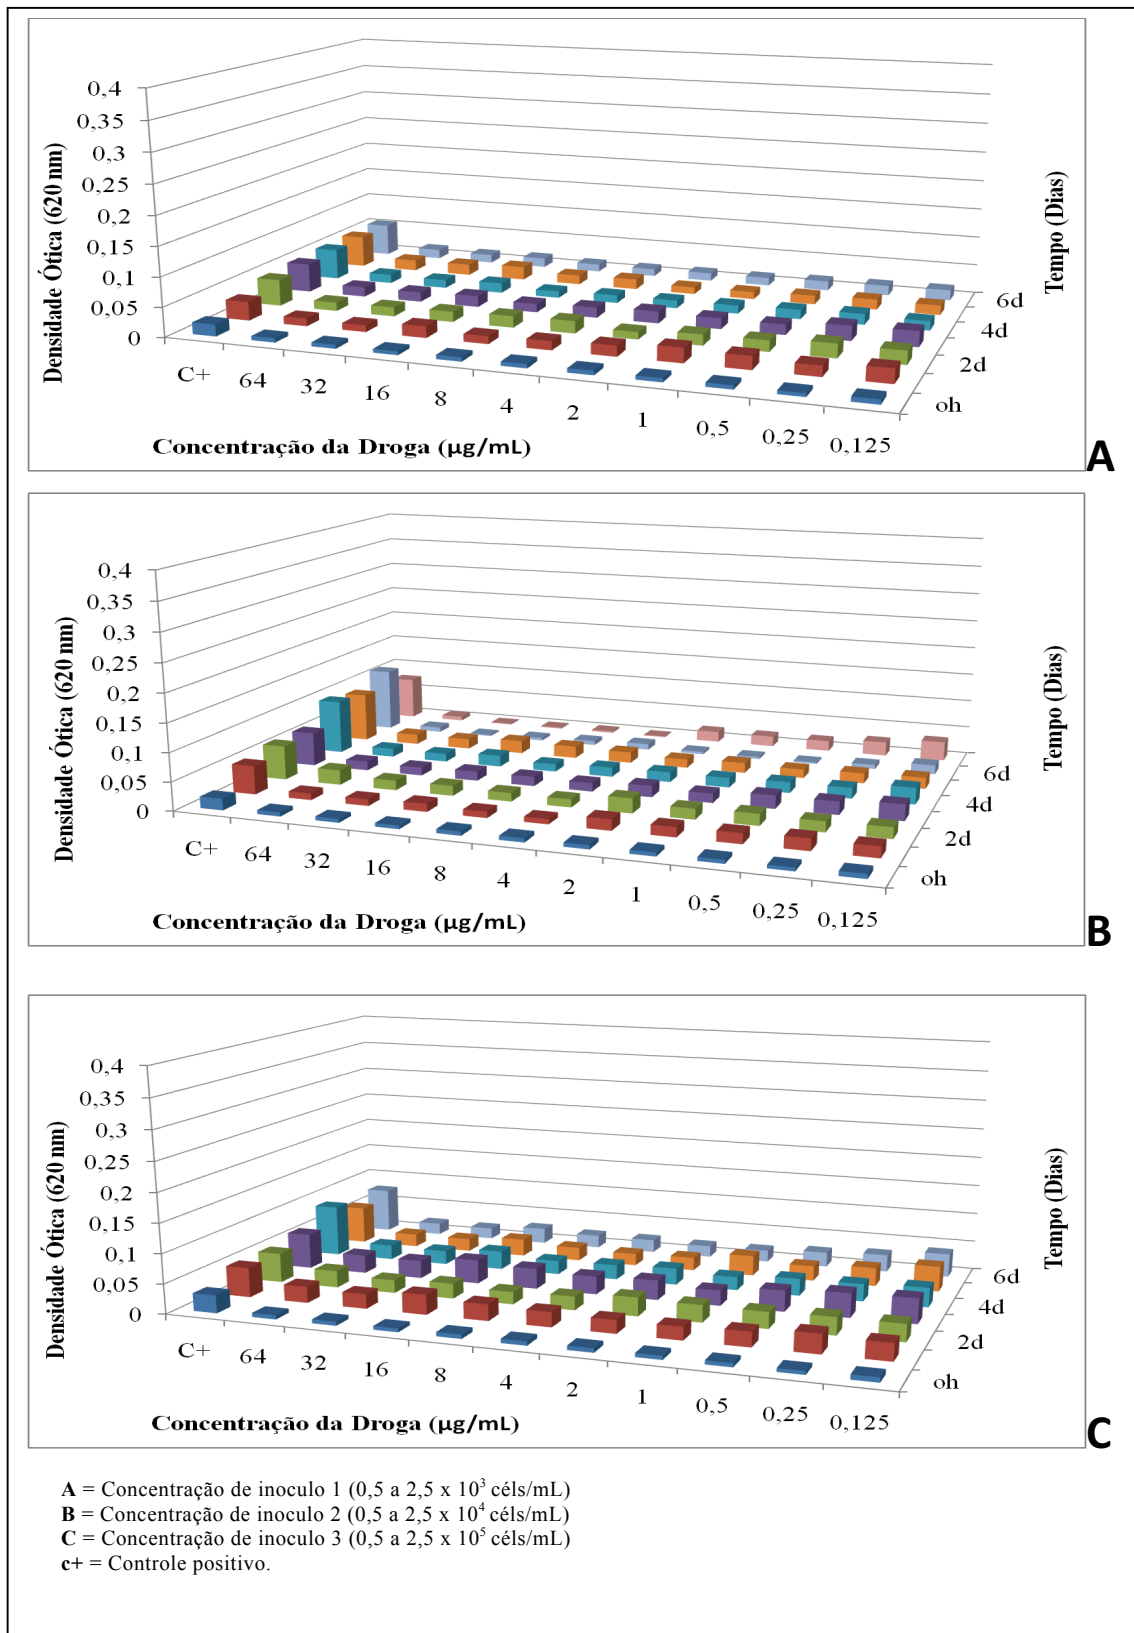 0,4
0,35
0,3
0,25
0,2
0,15
0,1
0,05
0
Densidade Ótica (620 nm)
C+ 64 32 16 8 4 2 1 0,5 0,25 0,125
oh 2d 4d 6d
Tempo (Dias)
Concentração da Droga (µg/mL)
A
0,4
0,35
0,3
0,25
0,2
0,15
0,1
0,05
0
Densidade Ótica (620 nm)
C+ 64 32 16 8 4 2 1 0,5 0,25 0,125
oh 2d 4d 6d
Tempo (Dias)
Concentração da Droga (µg/mL)
B
0,4
0,35
0,3
0,25
0,2
0,15
0,1
0,05
0
Densidade Ótica (620 nm)
C+ 64 32 16 8 4 2 1 0,5 0,25 0,125
oh 2d 4d 6d
Tempo (Dias)
Concentração da Droga (µg/mL)
C
A = Concentração de inoculo 1 (0,5 a 2,5 x 10³ céls/mL)
B = Concentração de inoculo 2 (0,5 a 2,5 x 10⁴ céls/mL)
C = Concentração de inoculo 3 (0,5 a 2,5 x 10⁵ céls/mL)
c+ = Controle positivo.